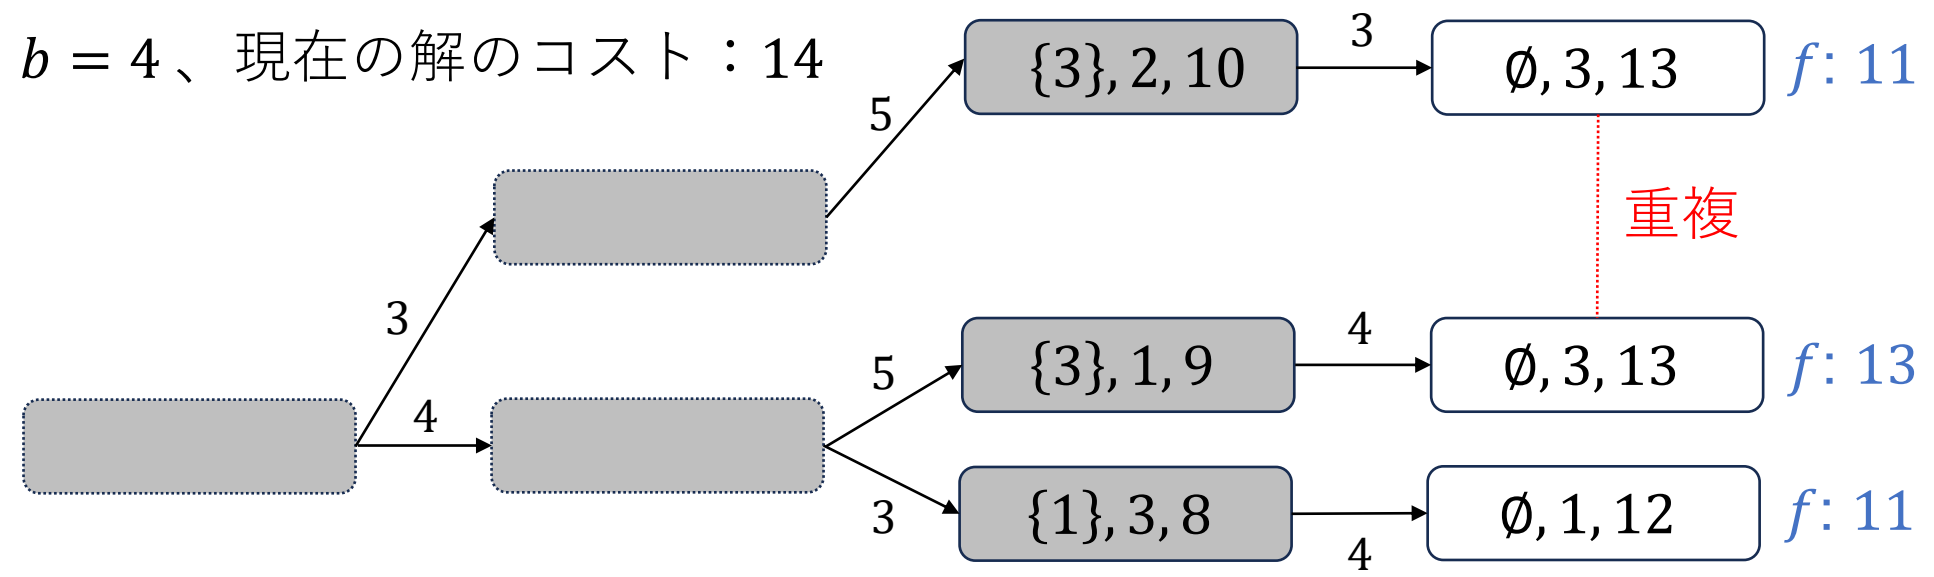 b = 4、現在の解のコスト：14
3
5
{3}, 2, 10
3
∅, 3, 13
f: 11
重複
4
5
{3}, 1, 9
4
∅, 3, 13
f: 13
3
{1}, 3, 8
4
∅, 1, 12
f: 11